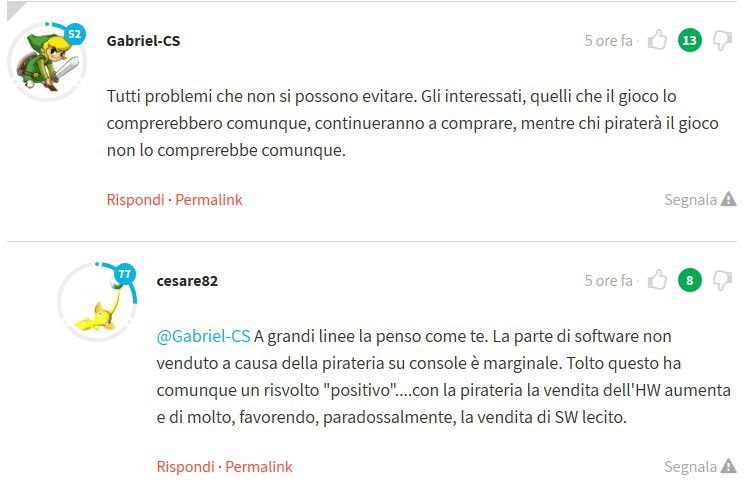 52
Gabriel-CS
5 ore fa · 13
Tutti problemi che non si possono evitare. Gli interessati, quelli che il gioco lo
comprerebbero comunque, continueranno a comprare, mentre chi piraterà il gioco
non lo comprerebbe comunque.
Rispondi · Permalink
Segnala
77
cesare82
5 ore fa · 8
@Gabriel-CS A grandi linee la penso come te. La parte di software non
venduto a causa della pirateria su console è marginale. Tolto questo ha
comunque un risvolto "positivo"....con la pirateria la vendita dell'HW aumenta
e di molto, favorendo, paradossalmente, la vendita di SW lecito.
Rispondi · Permalink
Segnala